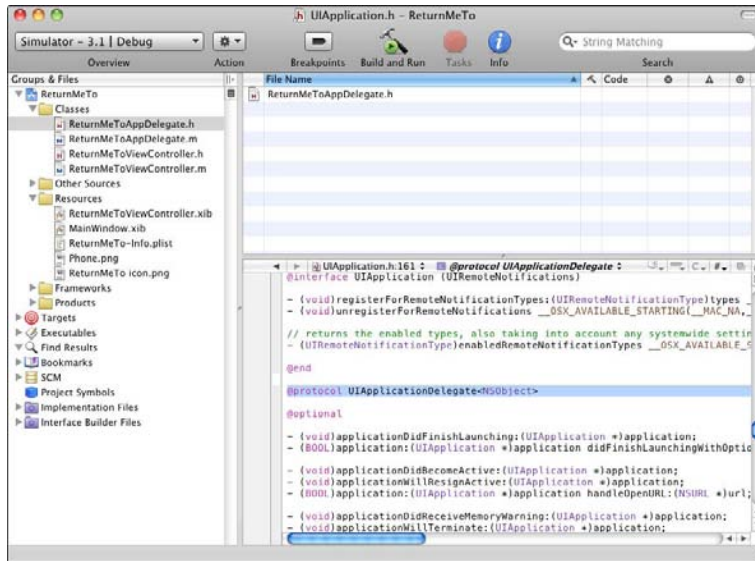 UIApplication.h – ReturnMeTo
Simulator – 3.1 | Debug
String Matching
Overview
Action
Breakpoints
Build and Run
Tasks
Info
Search
Groups & Files
File Name
Code
ReturnMeTo
Classes
ReturnMeToAppDelegate.h
ReturnMeToAppDelegate.m
ReturnMeToViewController.h
ReturnMeToViewController.m
Other Sources
Resources
ReturnMeToViewController.xib
MainWindow.xib
ReturnMeTo-Info.plist
Phone.png
ReturnMeTo icon.png
Frameworks
Products
Targets
Executables
Find Results
Bookmarks
SCM
Project Symbols
Implementation Files
Interface Builder Files
ReturnMeToAppDelegate.h
UIApplication.h:161 @protocol UIApplicationDelegate C #
@interface UIApplication (UIRemoteNotifications)
- (void)registerForRemoteNotificationTypes:(UIRemoteNotificationType)types
- (void)unregisterForRemoteNotifications __OSX_AVAILABLE_STARTING(__MAC_NA,
// returns the enabled types, also taking into account any systemwide settin
- (UIRemoteNotificationType)enabledRemoteNotificationTypes __OSX_AVAILABLE_S
@end
@protocol UIApplicationDelegate<NSObject>
@optional
- (void)applicationDidFinishLaunching:(UIApplication *)application;
- (BOOL)application:(UIApplication *)application didFinishLaunchingWithOptio
- (void)applicationDidBecomeActive:(UIApplication *)application;
- (void)applicationWillResignActive:(UIApplication *)application;
- (BOOL)application:(UIApplication *)application handleOpenURL:(NSURL *)url;
- (void)applicationDidReceiveMemoryWarning:(UIApplication *)application;
- (void)applicationWillTerminate:(UIApplication *)application;